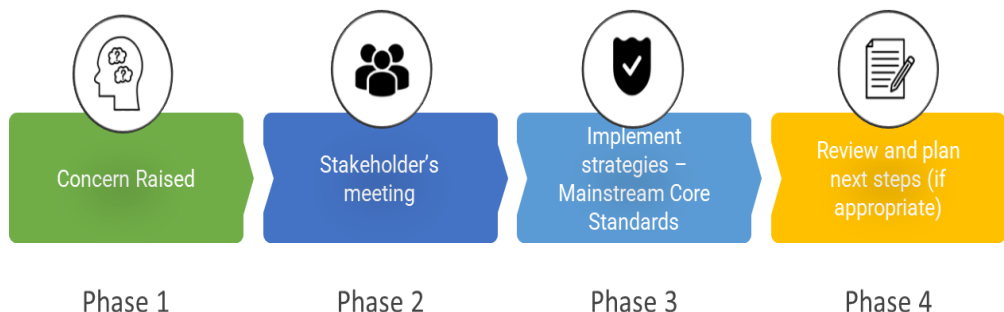 Concern Raised
Stakeholder's
meeting
Implement
strategies –
Mainstream Core
Standards
Review and plan
next steps (if
appropriate)
Phase 1
Phase 2
Phase 3
Phase 4